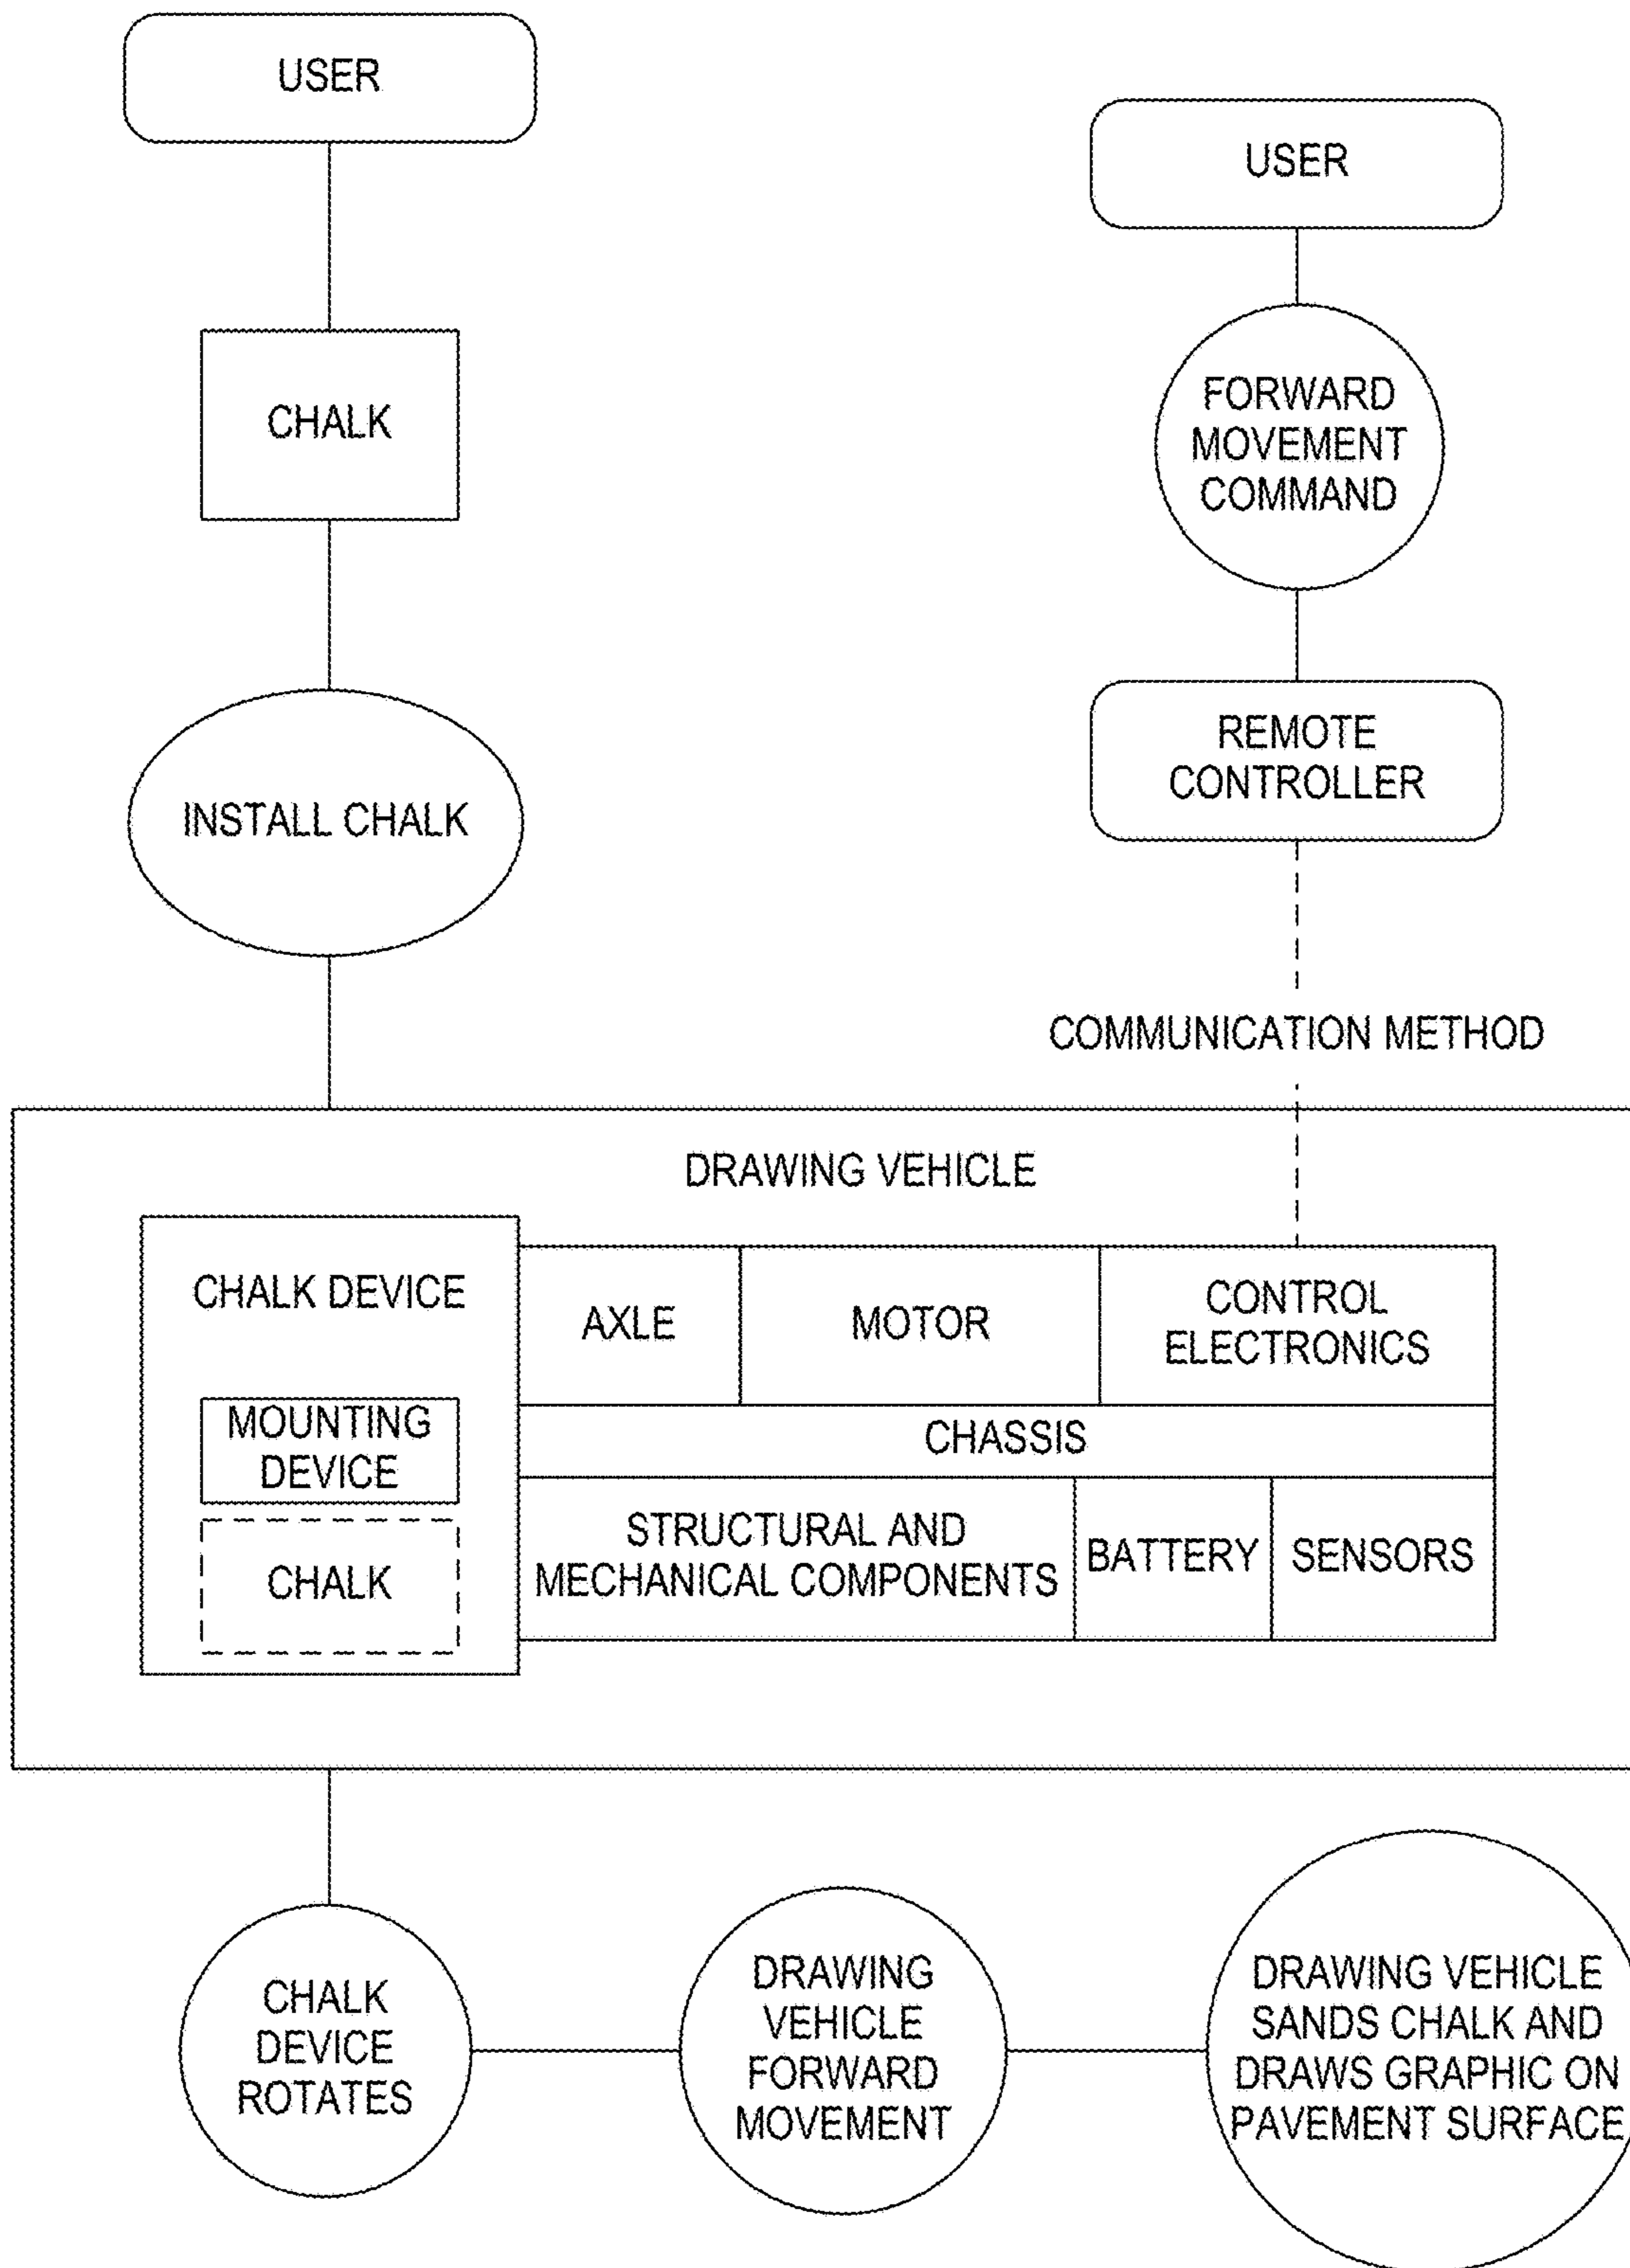 USER
CHALK
INSTALL CHALK
USER
FORWARD
MOVEMENT
COMMAND
REMOTE
CONTROLLER
COMMUNICATION METHOD
DRAWING VEHICLE
CHALK DEVICE
MOUNTING
DEVICE
CHALK
AXLE
MOTOR
CONTROL
ELECTRONICS
CHASSIS
STRUCTURAL AND
MECHANICAL COMPONENTS
BATTERY
SENSORS
CHALK
DEVICE
ROTATES
DRAWING
VEHICLE
FORWARD
MOVEMENT
DRAWING VEHICLE
SANDS CHALK AND
DRAWS GRAPHIC ON
PAVEMENT SURFACE